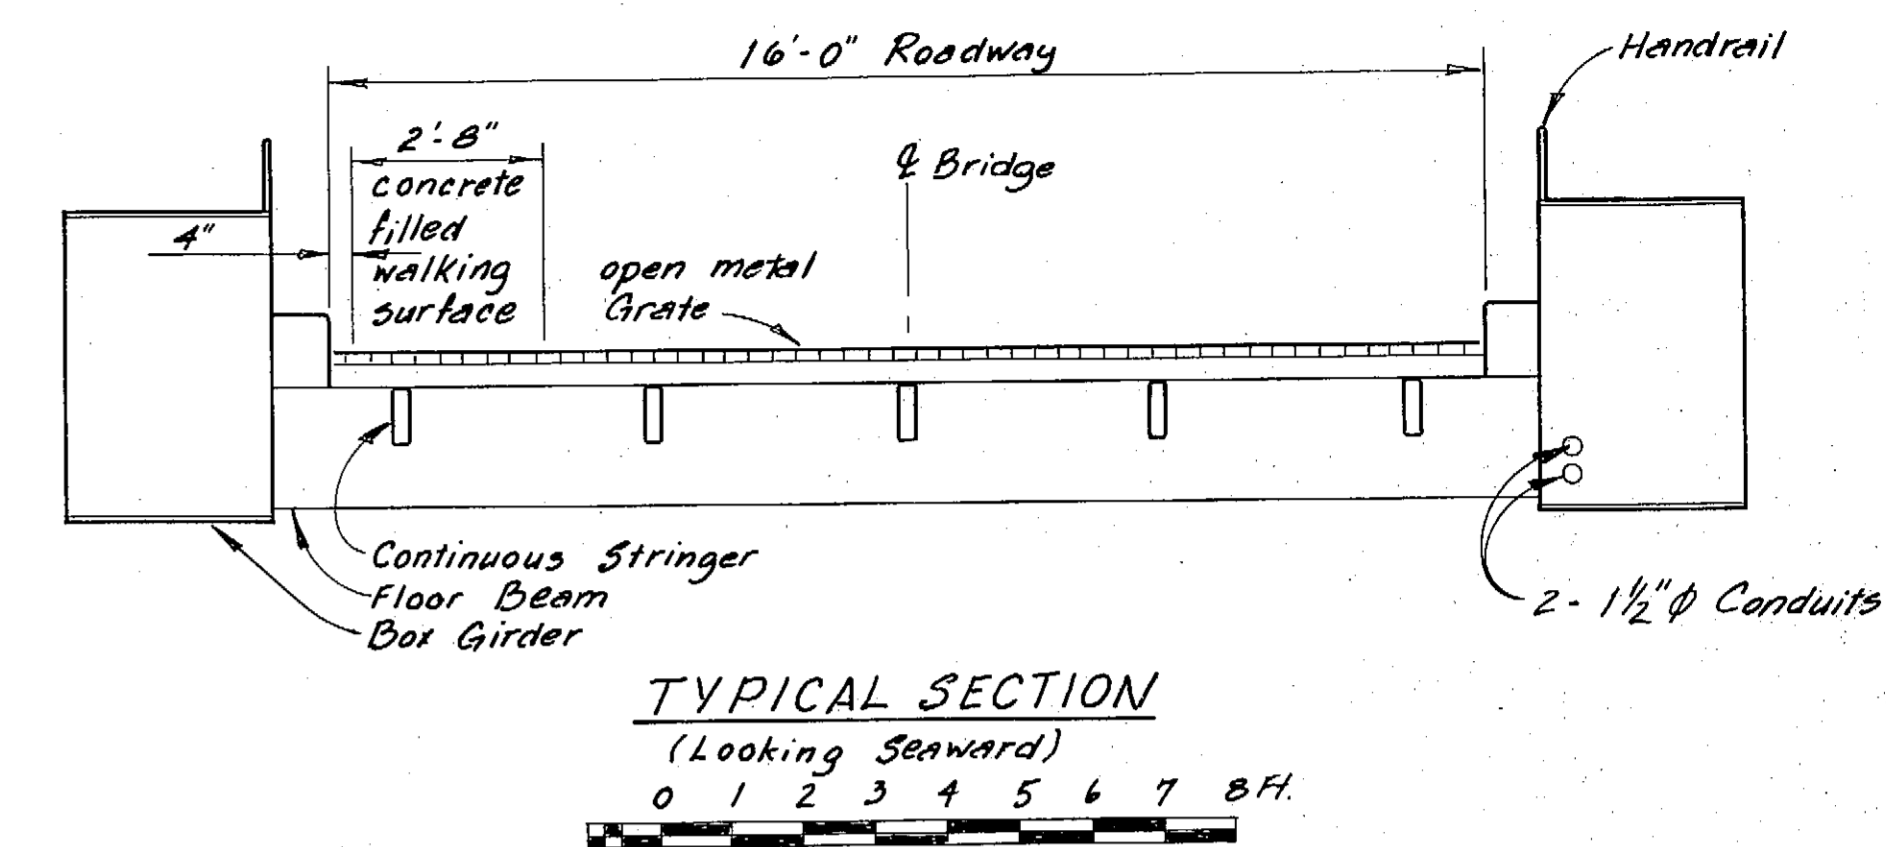 16'-0" Roadway
Handrail
2'-8"
concrete
filled
walking
surface
4"
℄ Bridge
open metal
Grate
Continuous Stringer
Floor Beam
Box Girder
2 - 1½"φ Conduits
TYPICAL SECTION
(Looking Seaward)
0 1 2 3 4 5 6 7 8 Ft.